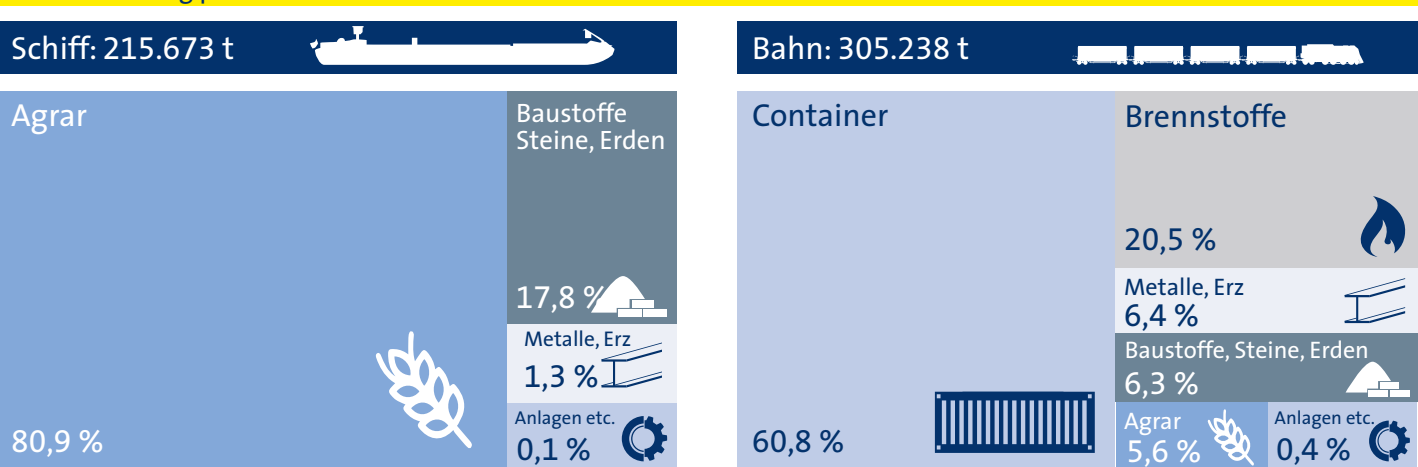 Schiff: 215.673 t
Agrar
80,9 %
Baustoffe
Steine, Erden
17,8 %
Metalle, Erz
1,3 %
Anlagen etc.
0,1 %
Bahn: 305.238 t
Container
60,8 %
Brennstoffe
20,5 %
Metalle, Erz
6,4 %
Baustoffe, Steine, Erden
6,3 %
Agrar
5,6 %
Anlagen etc.
0,4 %